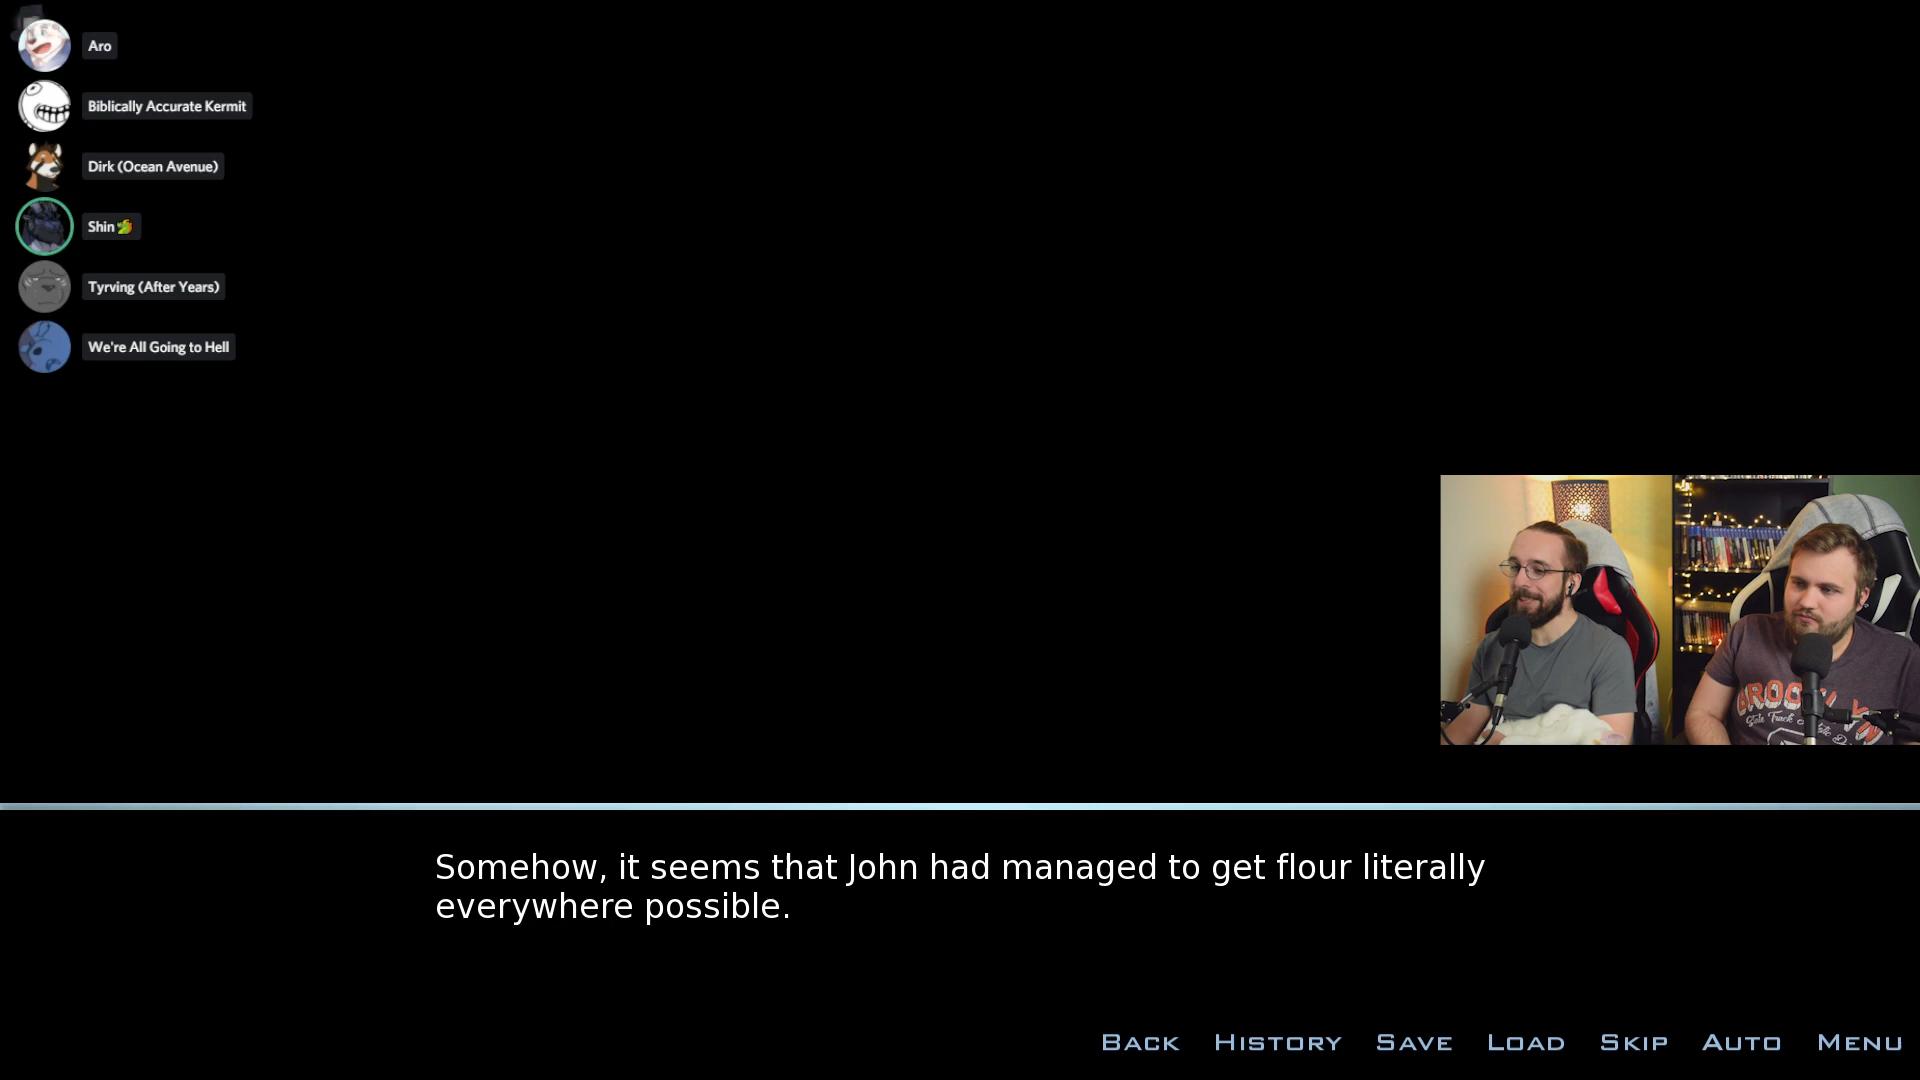 Aro
Biblically Accurate Kermit
Dirk (Ocean Avenue)
Shin
Tyrving (After Years)
We're All Going to Hell
BROOKLYN
Somehow, it seems that John had managed to get flour literally
everywhere possible.
Back History Save Load Skip Auto Menu